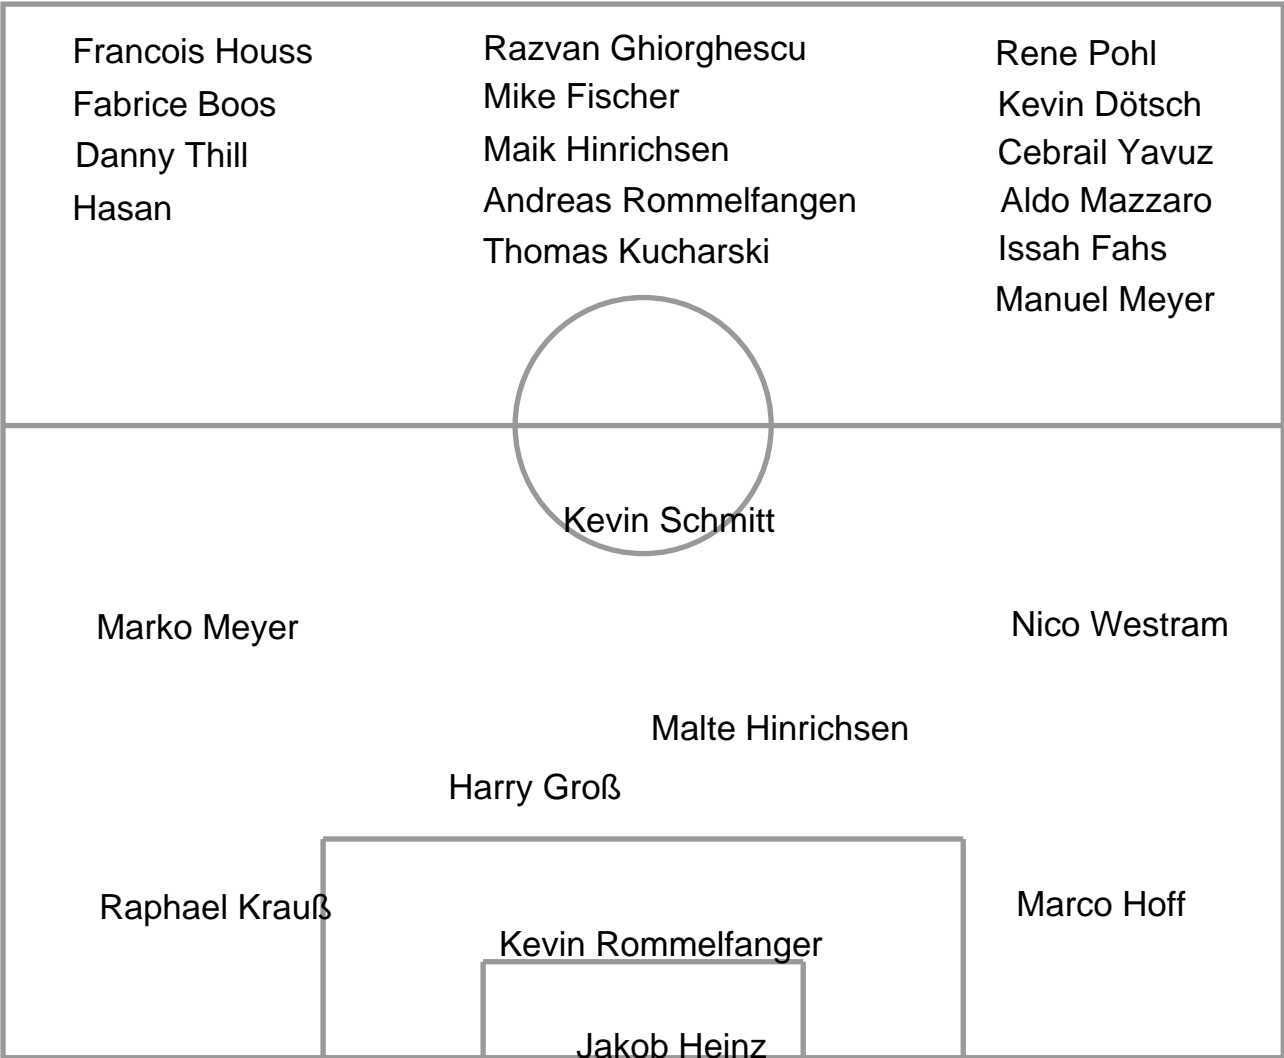 Francois Houss
Fabrice Boos
Danny Thill
Hasan
Razvan Ghiorghescu
Mike Fischer
Maik Hinrichsen
Andreas Rommelfangen
Thomas Kucharski
Rene Pohl
Kevin Dötsch
Cebrail Yavuz
Aldo Mazzaro
Issah Fahs
Manuel Meyer
Kevin Schmitt
Marko Meyer
Nico Westram
Malte Hinrichsen
Harry Groß
Raphael Krauß
Marco Hoff
Kevin Rommelfanger
Jakob Heinz